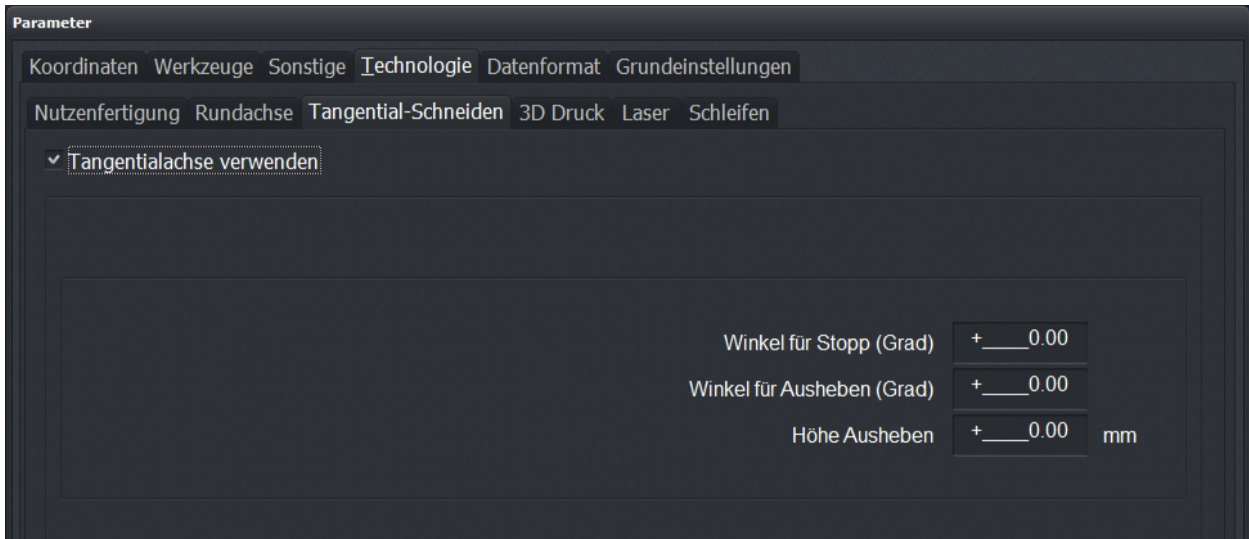 Parameter
Koordinaten Werkzeuge Sonstige Technologie Datenformat Grundeinstellungen
Nutzenfertigung Rundachse Tangential-Schneiden 3D Druck Laser Schleifen
Tangentialachse verwenden
Winkel für Stopp (Grad) +____0.00
Winkel für Ausheben (Grad) +____0.00
Höhe Ausheben +____0.00 mm